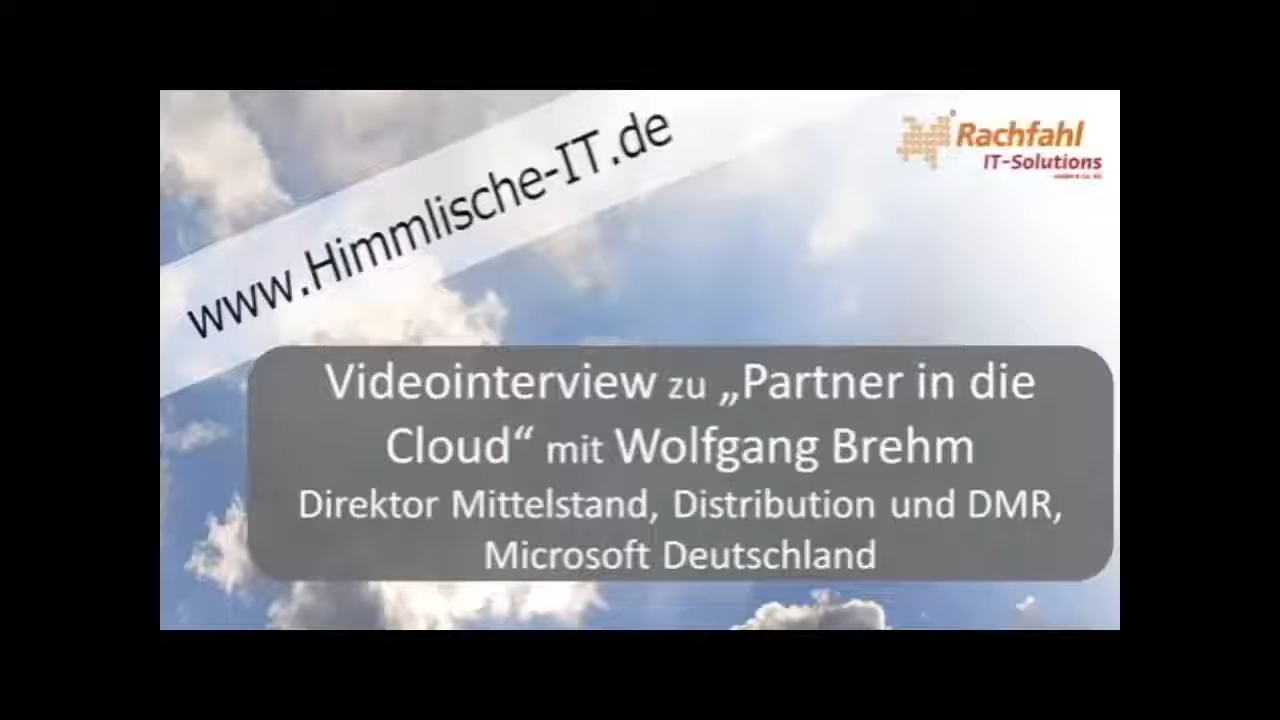 www.Himmlische-IT.de
Rachfahl
IT-Solutions
Videointerview zu „Partner in die
Cloud“ mit Wolfgang Brehm
Direktor Mittelstand, Distribution und DMR,
Microsoft Deutschland